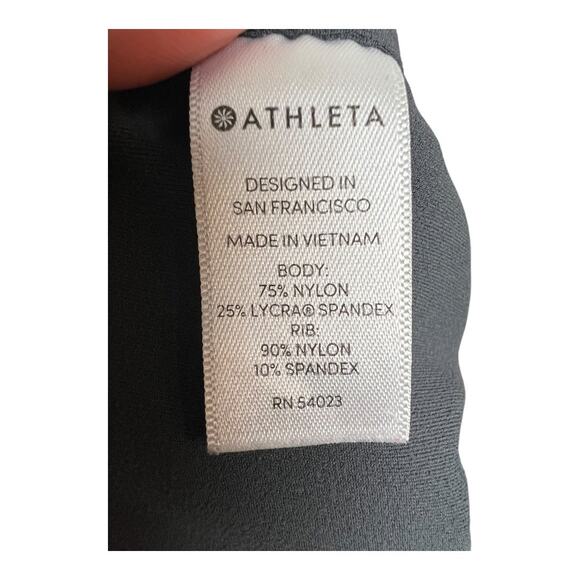 ATHLETA
DESIGNED IN
SAN FRANCISCO
MADE IN VIETNAM
BODY:
75% NYLON
25% LYCRA® SPANDEX
RIB:
90% NYLON
10% SPANDEX
RN 54023